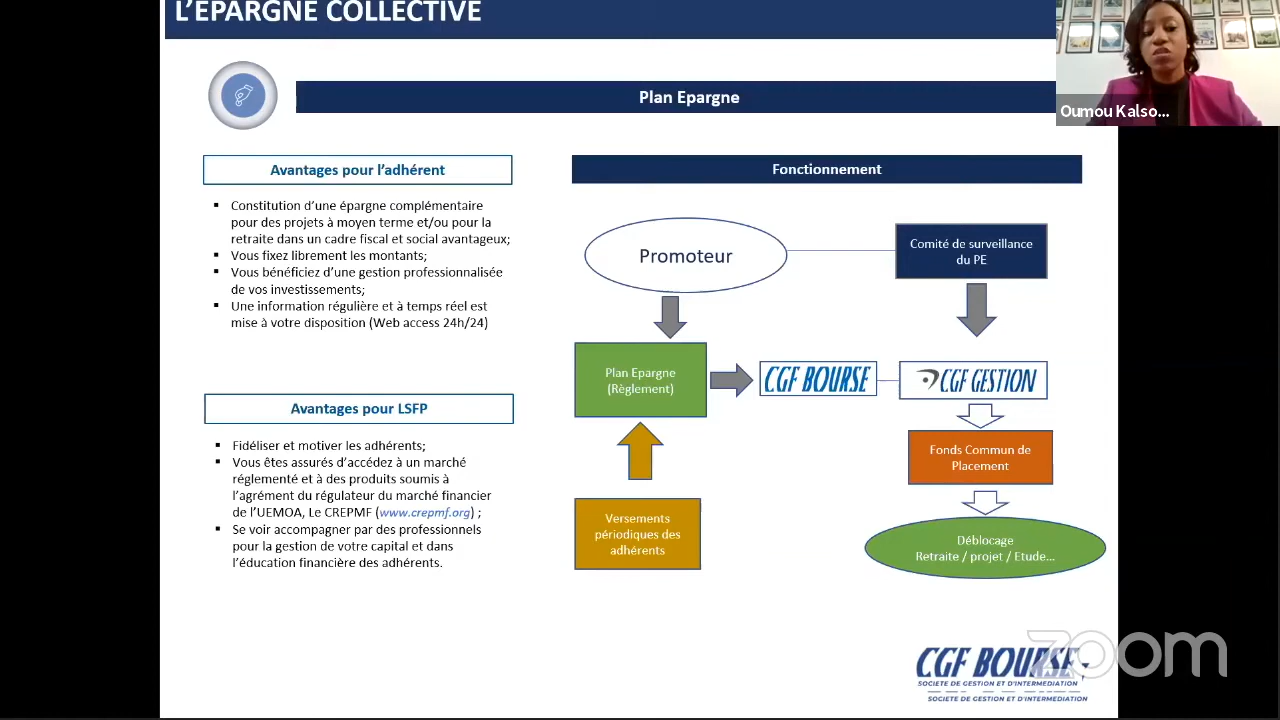 L'EPARGNE COLLECTIVE
Plan Epargne
Oumou Kalso...
Avantages pour l'adhérent
Constitution d'une épargne complémentaire
pour des projets à moyen terme et/ou pour la
retraite dans un cadre fiscal et social avantageux;
Vous fixez librement les montants;
Vous bénéficiez d'une gestion professionnalisée
de vos investissements;
Une information régulière et à temps réel est
mise à votre disposition (Web access 24h/24)
Avantages pour LSFP
Fidéliser et motiver les adhérents;
Vous êtes assurés d'accédez à un marché
réglementé et à des produits soumis à
l'agrément du régulateur du marché financier
de l'UEMOA, Le CREPMF (www.crepmf.org) ;
Se voir accompagner par des professionnels
pour la gestion de votre capital et dans
l'éducation financière des adhérents.
Fonctionnement
Promoteur
Comité de surveillance
du PE
Plan Epargne
(Règlement)
CGF BOURSE
CGF GESTION
Fonds Commun de
Placement
Versements
périodiques des
adhérents
Déblocage
Retraite / projet / Etude...
CGF BOURSE
SOCIETE DE GESTION ET D'INTERMEDIATION
SOCIETE DE GESTION ET D'INTERMEDIATION
zoom